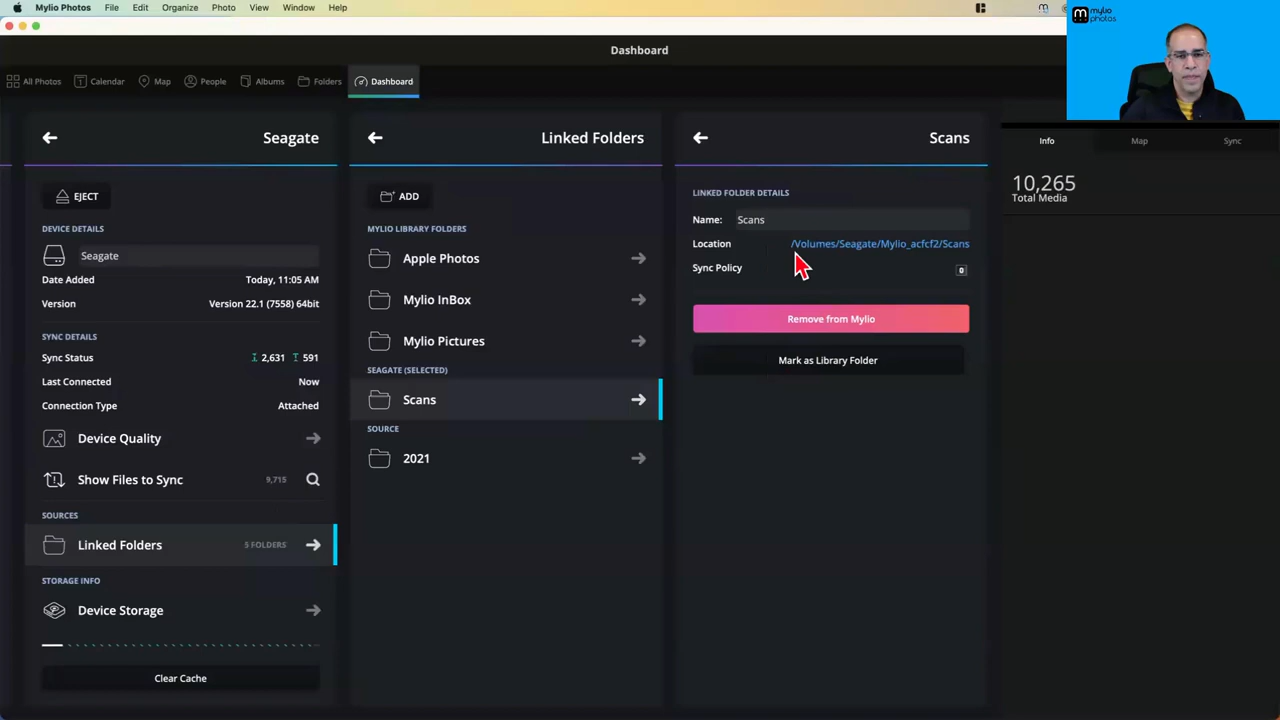 Mylio Photos File Edit Organize Photo View Window Help
mylio
photos
Dashboard
All Photos Calendar Map People Albums Folders Dashboard
Seagate
EJECT
DEVICE DETAILS
Seagate
Date Added Today, 11:05 AM
Version Version 22.1 (7558) 64bit
SYNC DETAILS
Sync Status 2,631 591
Last Connected Now
Connection Type Attached
Device Quality
Show Files to Sync 9,715
SOURCES
Linked Folders 5 FOLDERS
STORAGE INFO
Device Storage
Clear Cache
Linked Folders
ADD
MYLIO LIBRARY FOLDERS
Apple Photos
Mylio InBox
Mylio Pictures
SEAGATE (SELECTED)
Scans
SOURCE
2021
Scans
LINKED FOLDER DETAILS
Name: Scans
Location /Volumes/Seagate/Mylio_acfcf2/Scans
Sync Policy 0
Remove from Mylio
Mark as Library Folder
Info Map Sync
10,265
Total Media